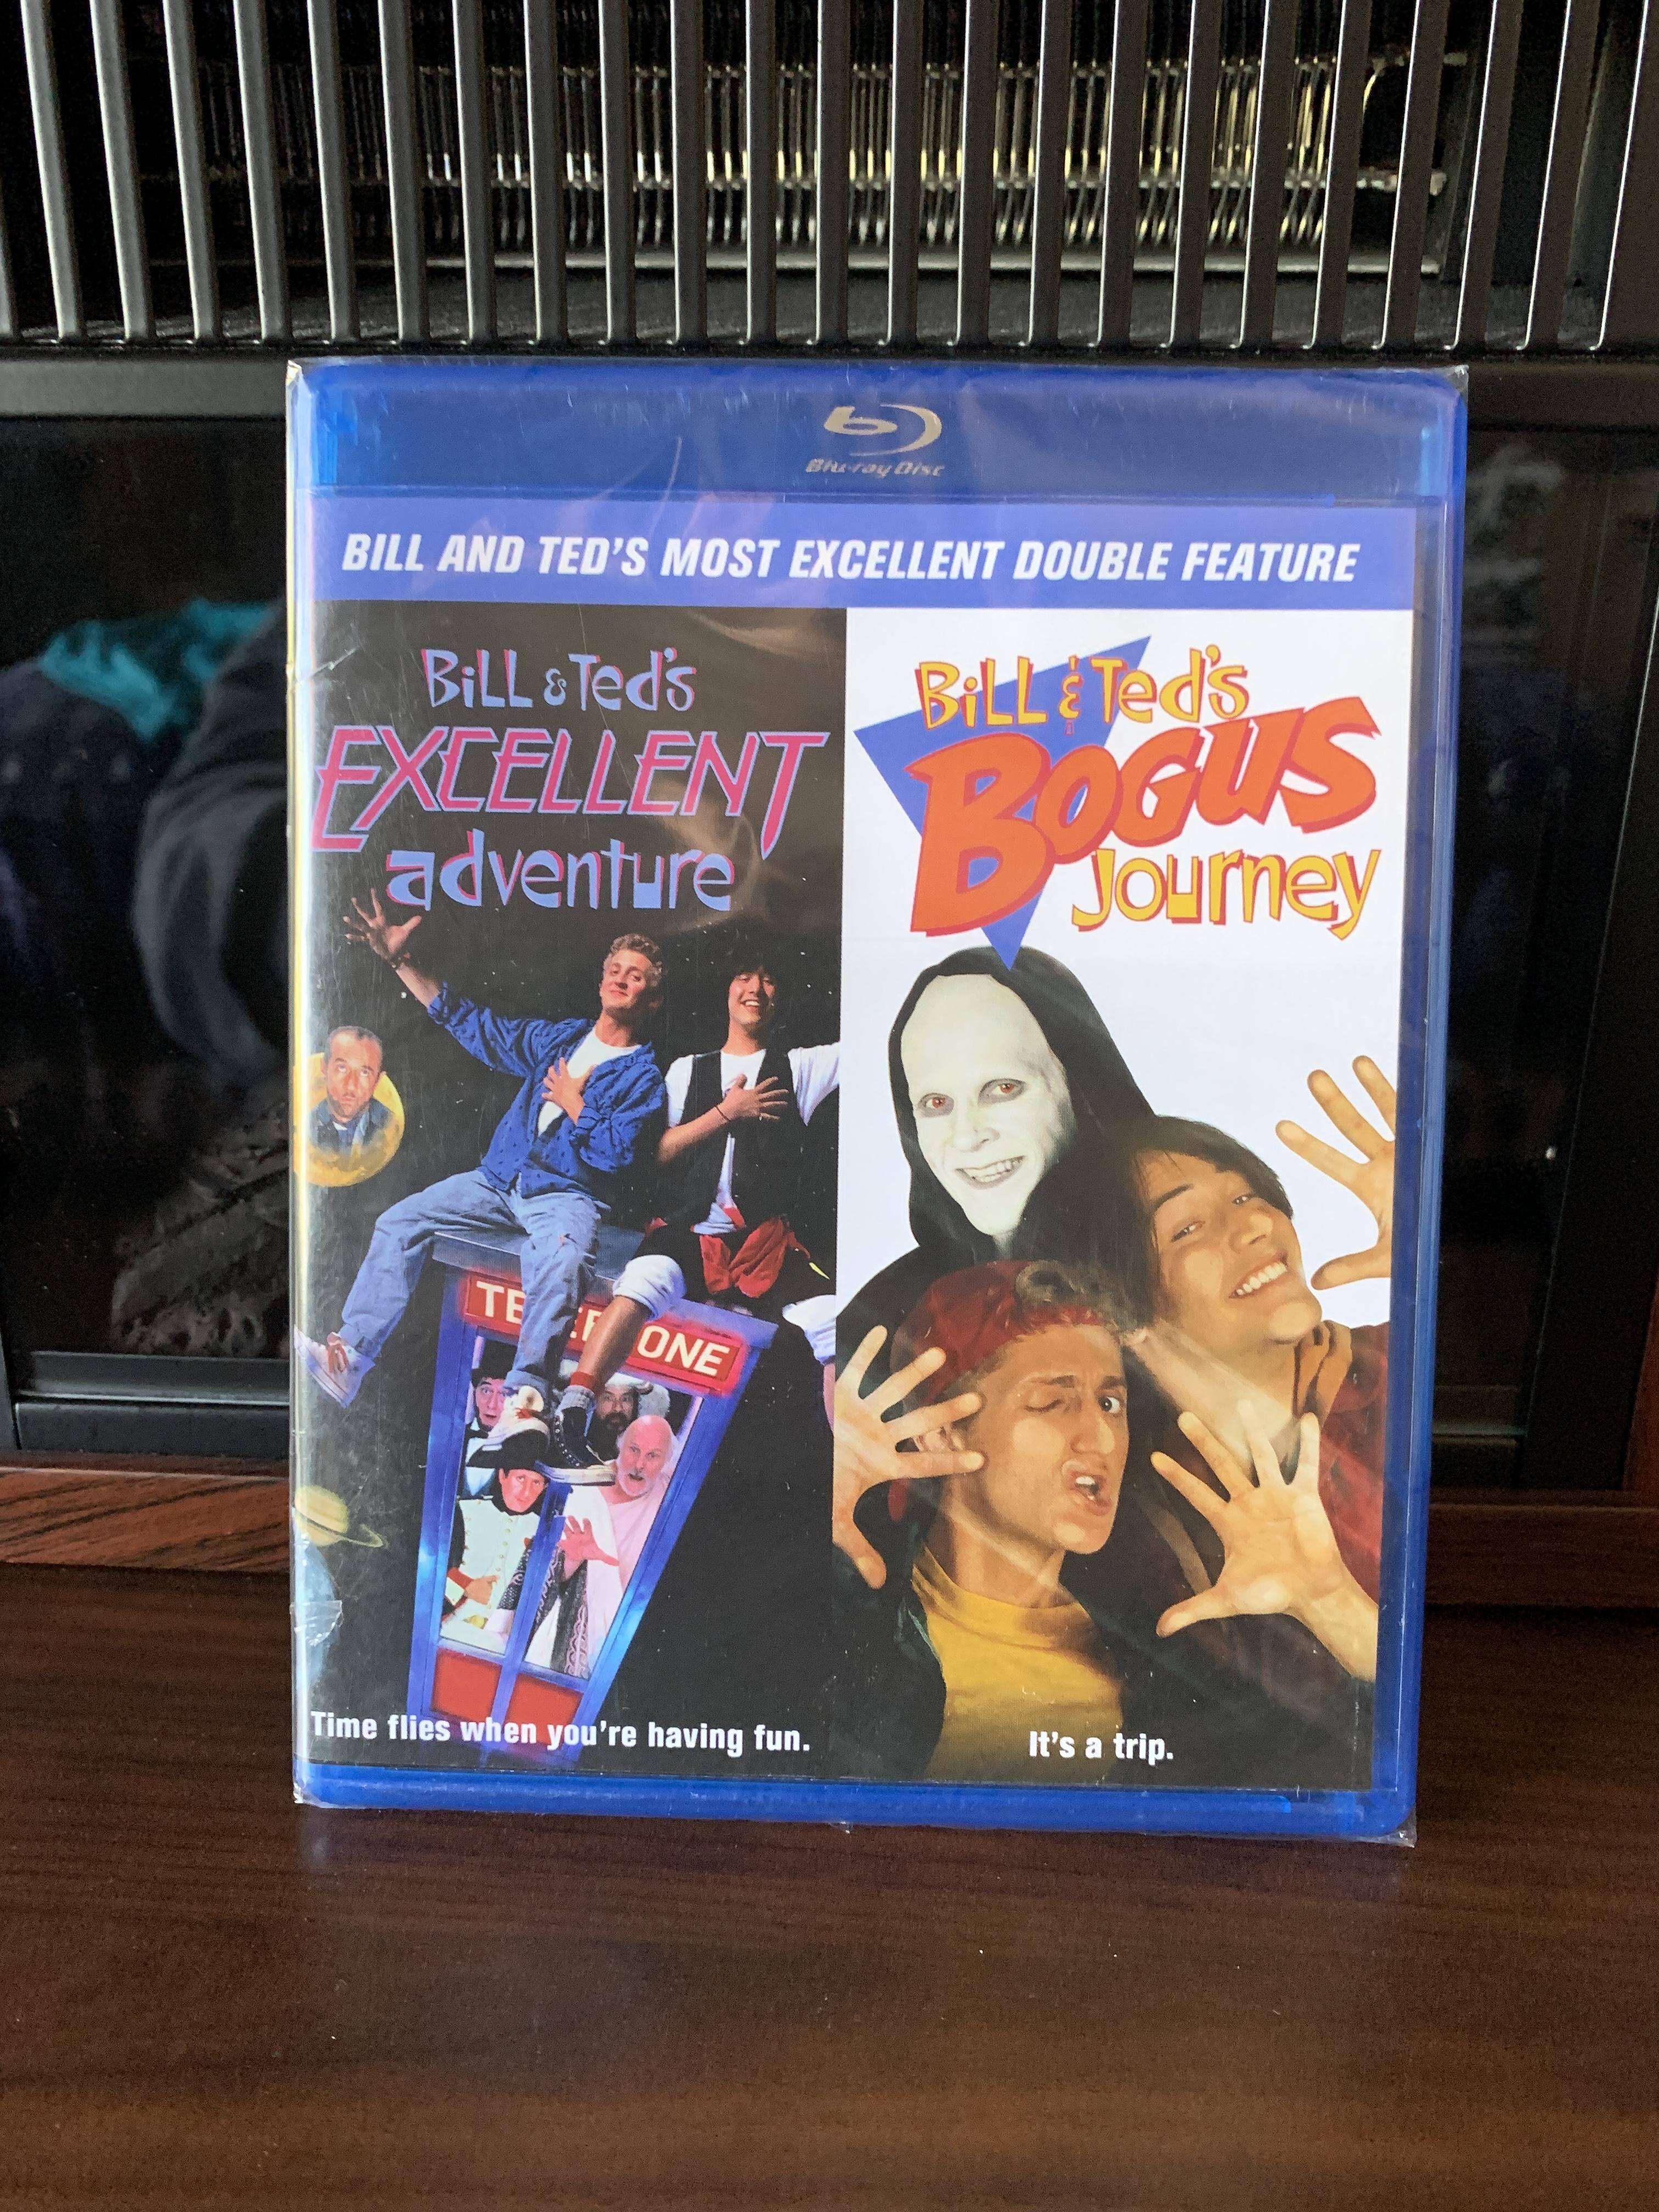 Blu-ray Disc
BILL AND TED'S MOST EXCELLENT DOUBLE FEATURE
Bill & Ted's
EXCELLENT
adventure
Bill & Ted's
BOGUS
Journey
TE
E
ONE
Time flies when you're having fun.
It's a trip.